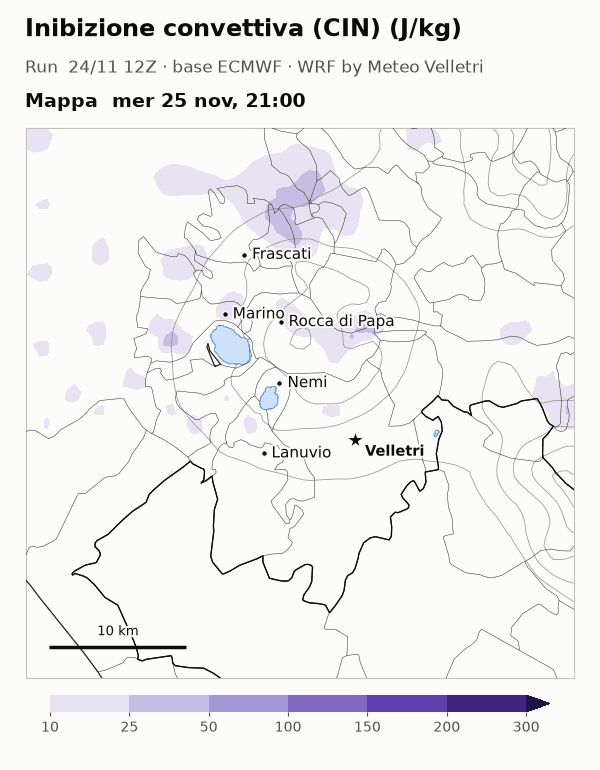 Inibizione convettiva (CIN) (J/kg)
Run  24/11 12Z · base ECMWF · WRF by Meteo Velletri
Mappa  mer 25 nov, 21:00
Frascati
Marino
Rocca di Papa
Nemi
Velletri
Lanuvio
10 km
10 25 50 100 150 200 300